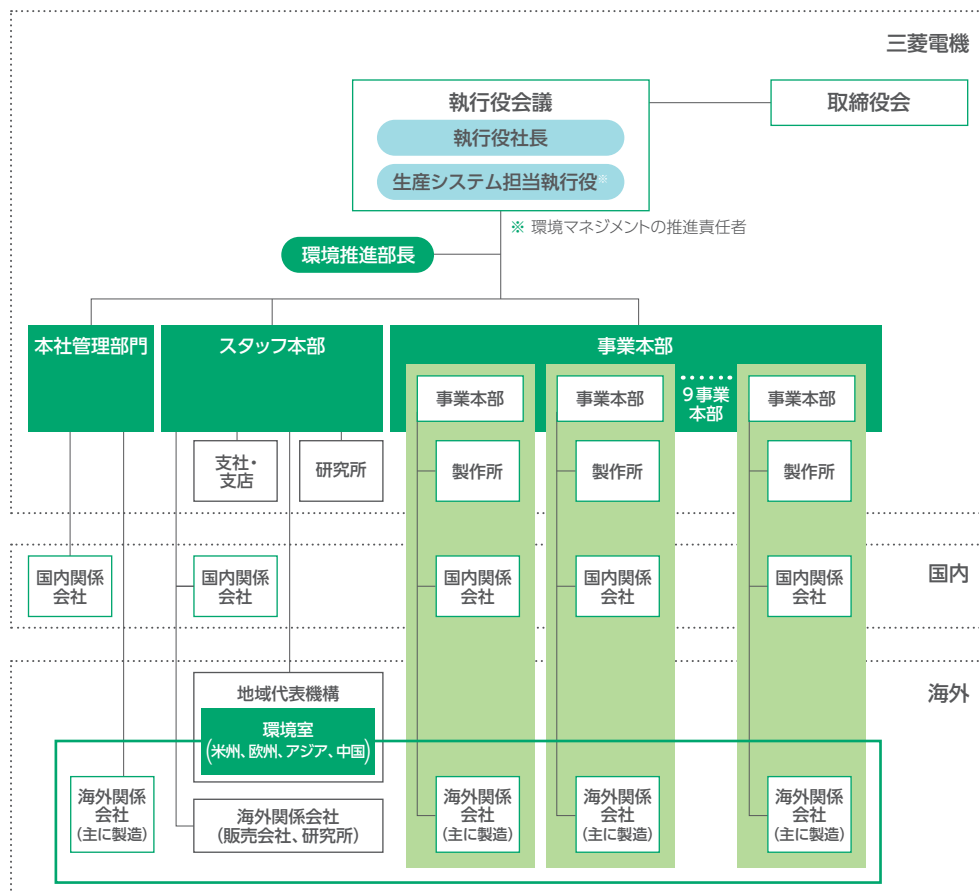 三菱電機
執行役会議
取締役会
執行役社長
生産システム担当執行役※
※ 環境マネジメントの推進責任者
環境推進部長
本社管理部門
スタッフ本部
事業本部
事業本部
事業本部
9事業
本部
事業本部
支社・
支店
研究所
製作所
製作所
製作所
国内
国内関係
会社
国内関係
会社
国内関係
会社
国内関係
会社
国内関係
会社
海外
地域代表機構
環境室
(米州、欧州、アジア、中国)
海外関係
会社
(主に製造)
海外関係会社
(販売会社、研究所)
海外関係
会社
(主に製造)
海外関係
会社
(主に製造)
海外関係
会社
(主に製造)